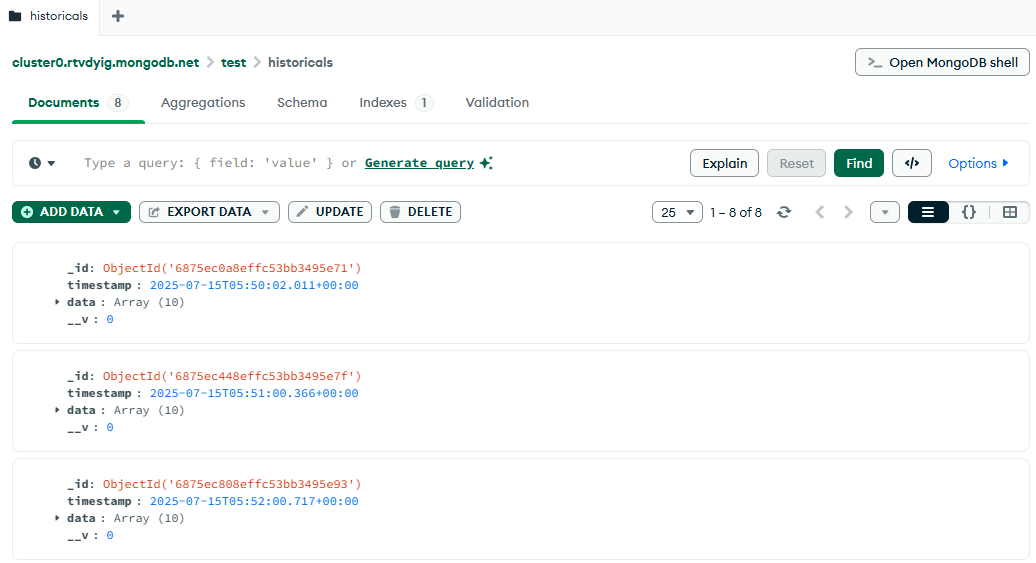 historicals
cluster0.rtvdyig.mongodb.net > test > historicals
>_ Open MongoDB shell
Documents 8 Aggregations Schema Indexes 1 Validation
Type a query: { field: 'value' } or Generate query
Explain Reset Find </> Options
ADD DATA EXPORT DATA UPDATE DELETE 25 1 – 8 of 8 {}
_id: ObjectId('6875ec0a8effc53bb3495e71')
timestamp : 2025-07-15T05:50:02.011+00:00
data : Array (10)
__v : 0
_id: ObjectId('6875ec448effc53bb3495e7f')
timestamp : 2025-07-15T05:51:00.366+00:00
data : Array (10)
__v : 0
_id: ObjectId('6875ec808effc53bb3495e93')
timestamp : 2025-07-15T05:52:00.717+00:00
data : Array (10)
__v : 0